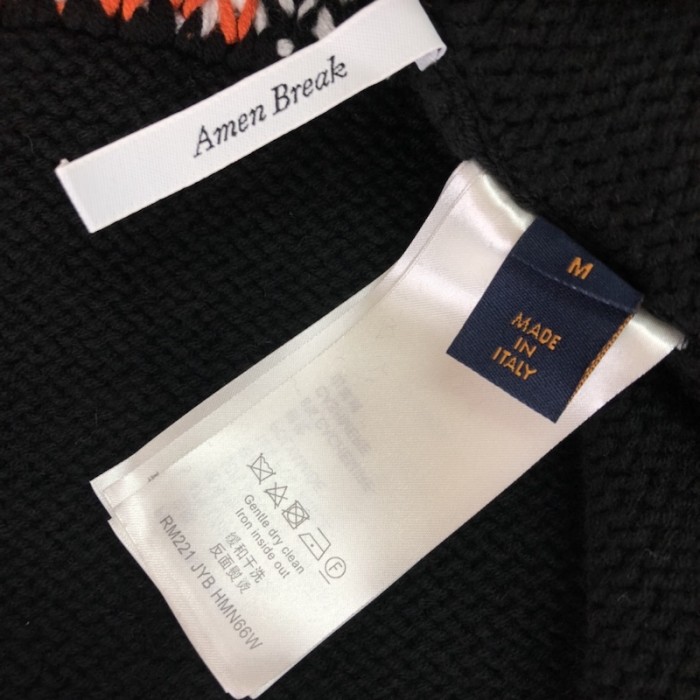 Amen Break
M
MADE
IN
ITALY
Gentle dry clean
Iron inside out
缓和干洗
反面熨烫
RM221 JYB HMN66W